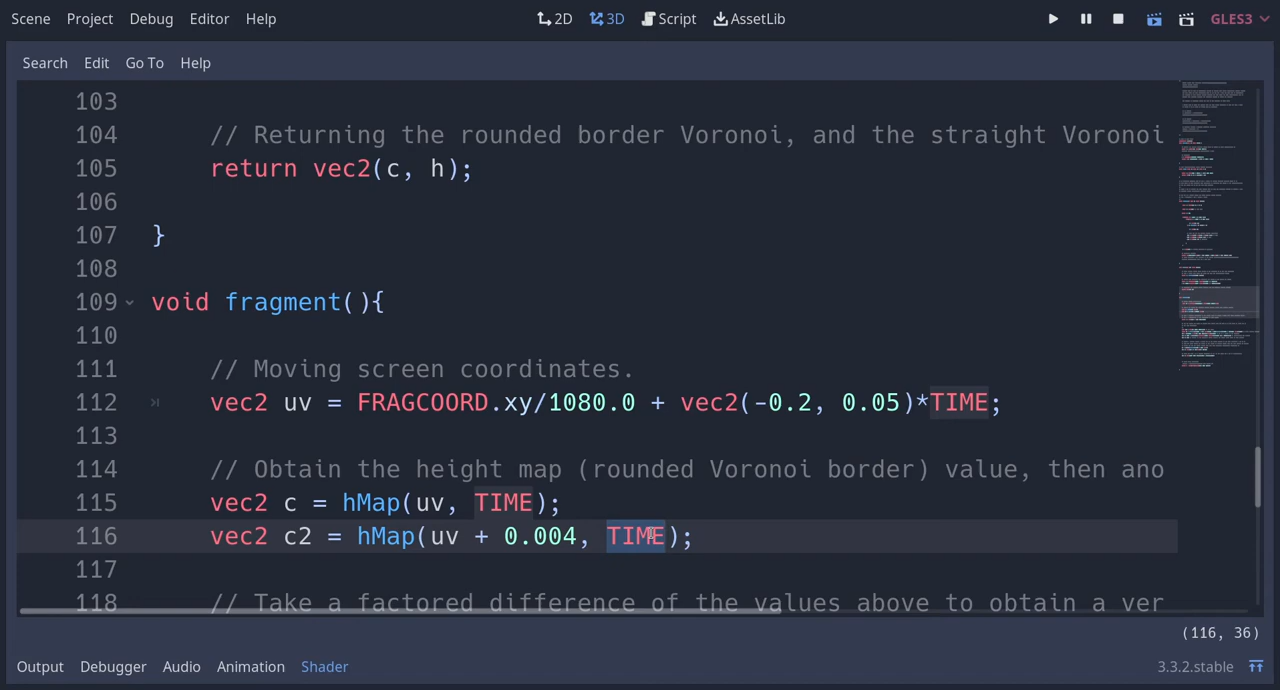 Scene Project Debug Editor Help 2D 3D Script AssetLib GLES3
Search Edit Go To Help
103
104 // Returning the rounded border Voronoi, and the straight Voronoi
105 return vec2(c, h);
106
107 }
108
109 void fragment(){
110
111 // Moving screen coordinates.
112 vec2 uv = FRAGCOORD.xy/1080.0 + vec2(-0.2, 0.05)*TIME;
113
114 // Obtain the height map (rounded Voronoi border) value, then ano
115 vec2 c = hMap(uv, TIME);
116 vec2 c2 = hMap(uv + 0.004, TIME);
117
118 // Take a factored difference of the values above to obtain a ver
(116, 36)
Output Debugger Audio Animation Shader 3.3.2.stable